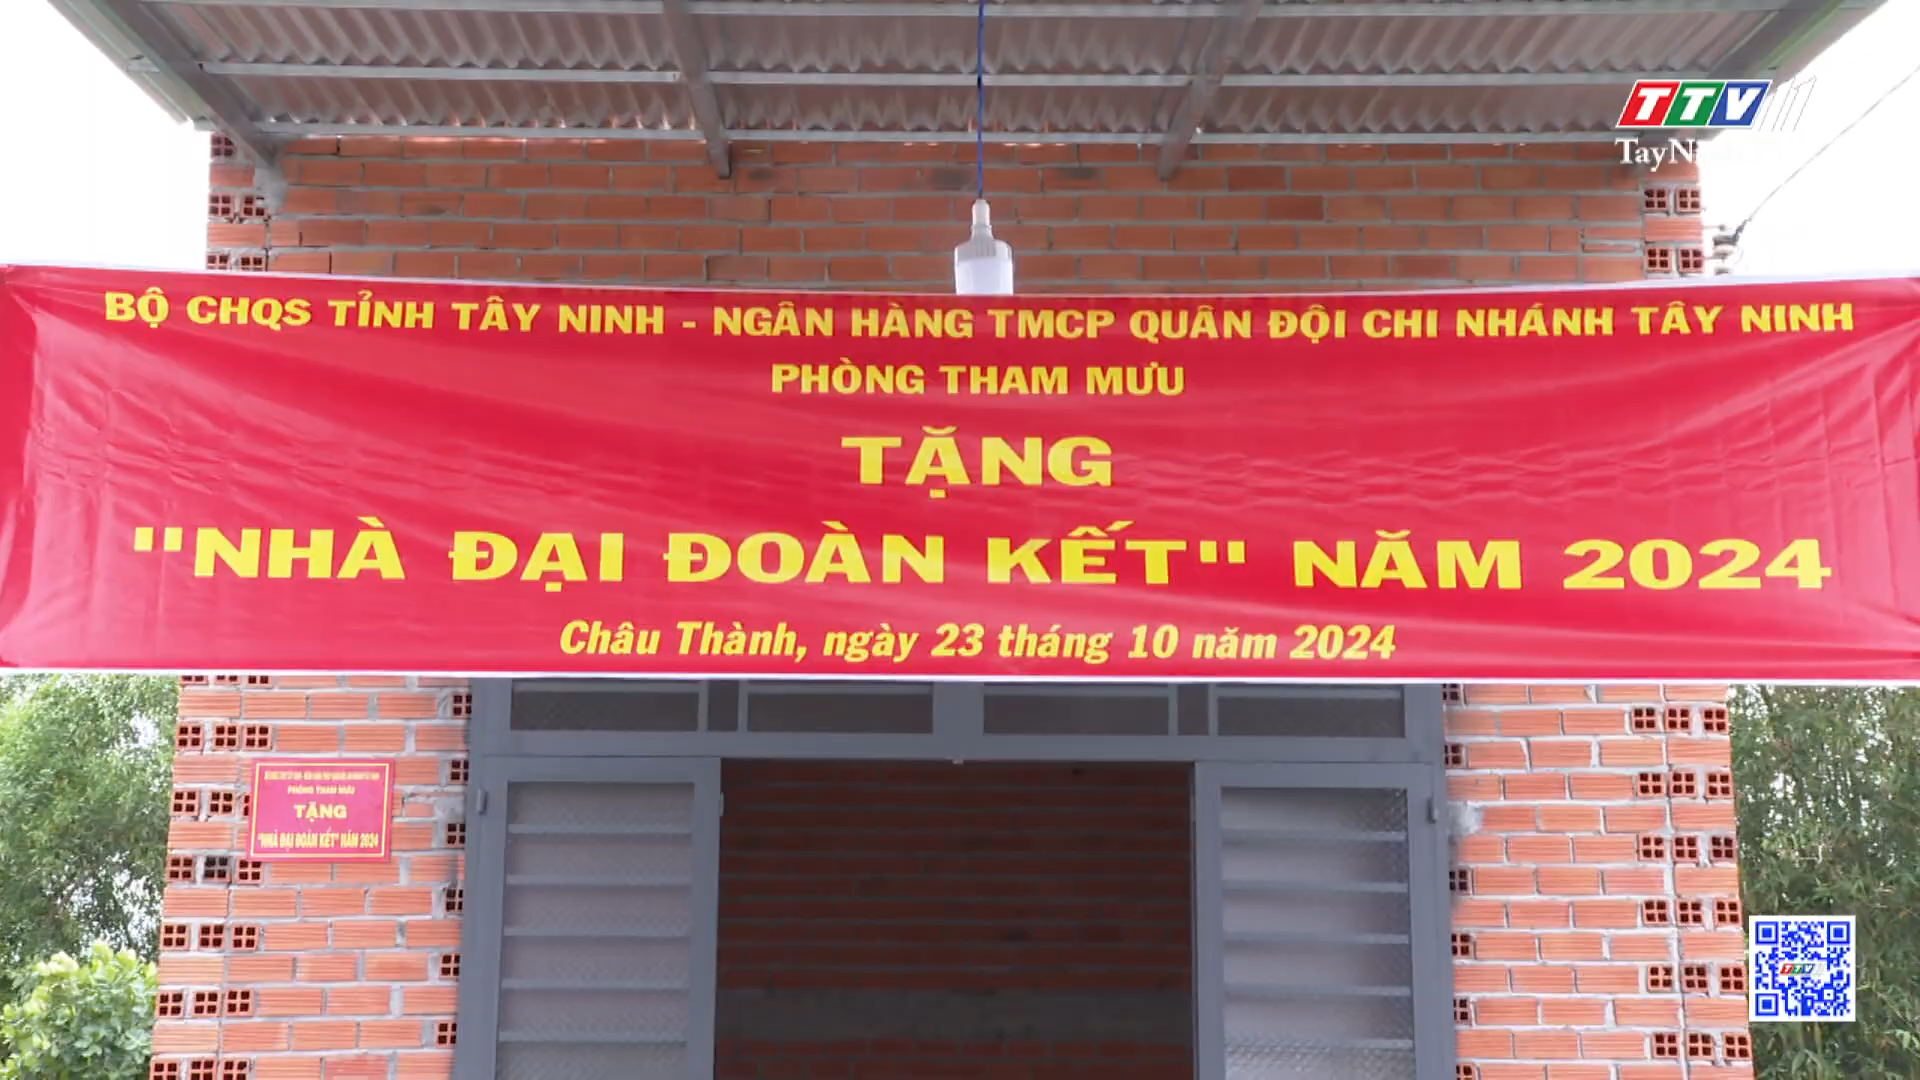 TTV11
TayNinhTV
BỘ CHQS TỈNH TÂY NINH - NGÂN HÀNG TMCP QUÂN ĐỘI CHI NHÁNH TÂY NINH
PHÒNG THAM MƯU
TẶNG
"NHÀ ĐẠI ĐOÀN KẾT" NĂM 2024
Châu Thành, ngày 23 tháng 10 năm 2024
PHÒNG THAM MƯU
TẶNG
"NHÀ ĐẠI ĐOÀN KẾT" NĂM 2024
TTV